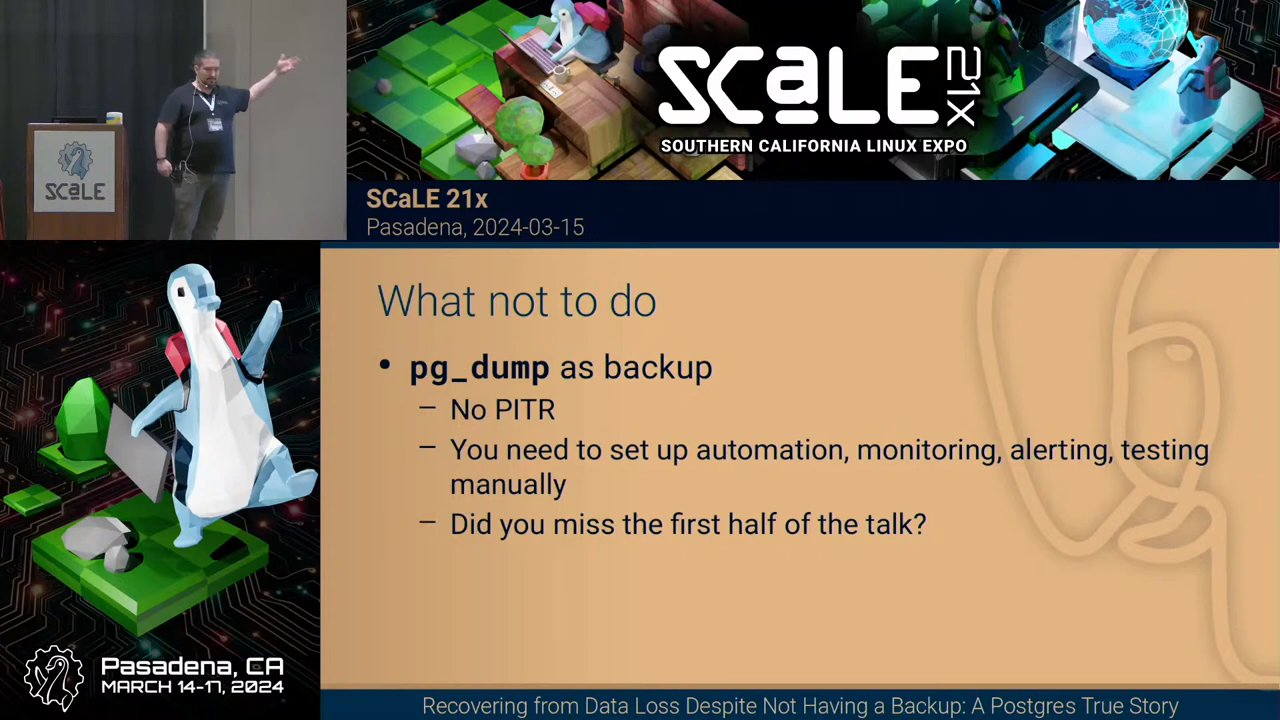 SCaLE
SCaLE 21x
SOUTHERN CALIFORNIA LINUX EXPO
SCaLE 21x
Pasadena, 2024-03-15
What not to do
• pg_dump as backup
– No PITR
– You need to set up automation, monitoring, alerting, testing
manually
– Did you miss the first half of the talk?
Pasadena, CA
MARCH 14-17, 2024
Recovering from Data Loss Despite Not Having a Backup: A Postgres True Story